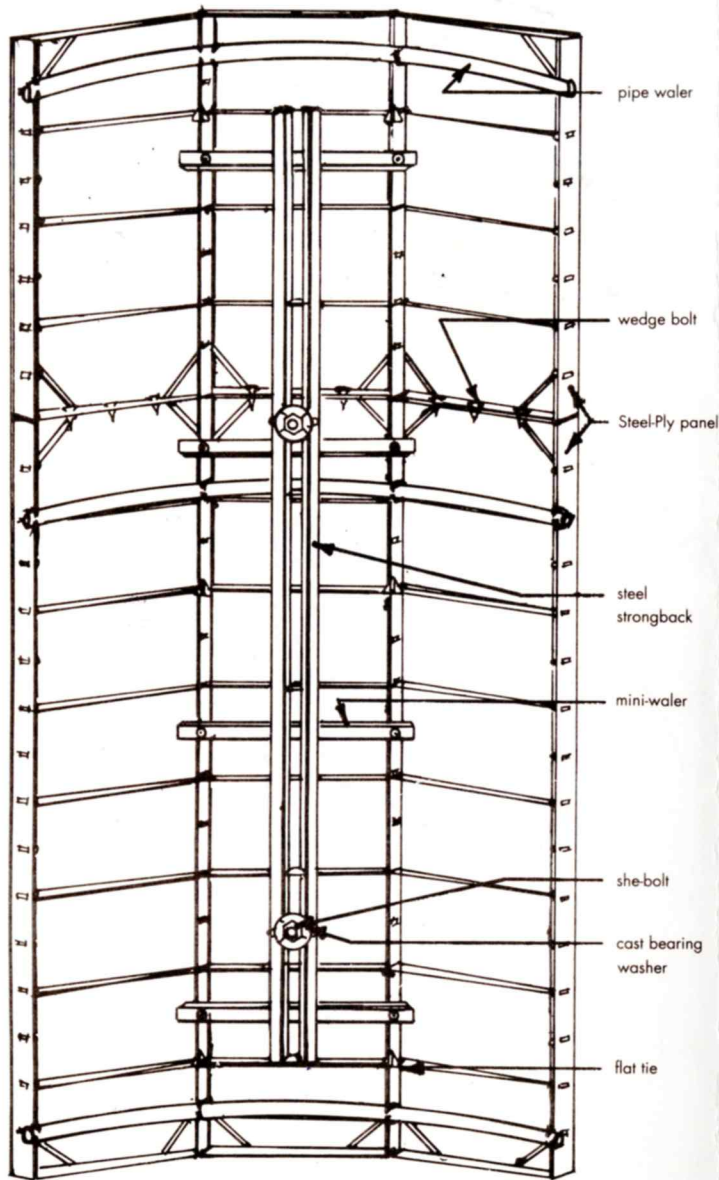 pipe waler
wedge bolt
Steel-Ply panel
steel
strongback
mini-waler
she-bolt
cast bearing
washer
flat tie